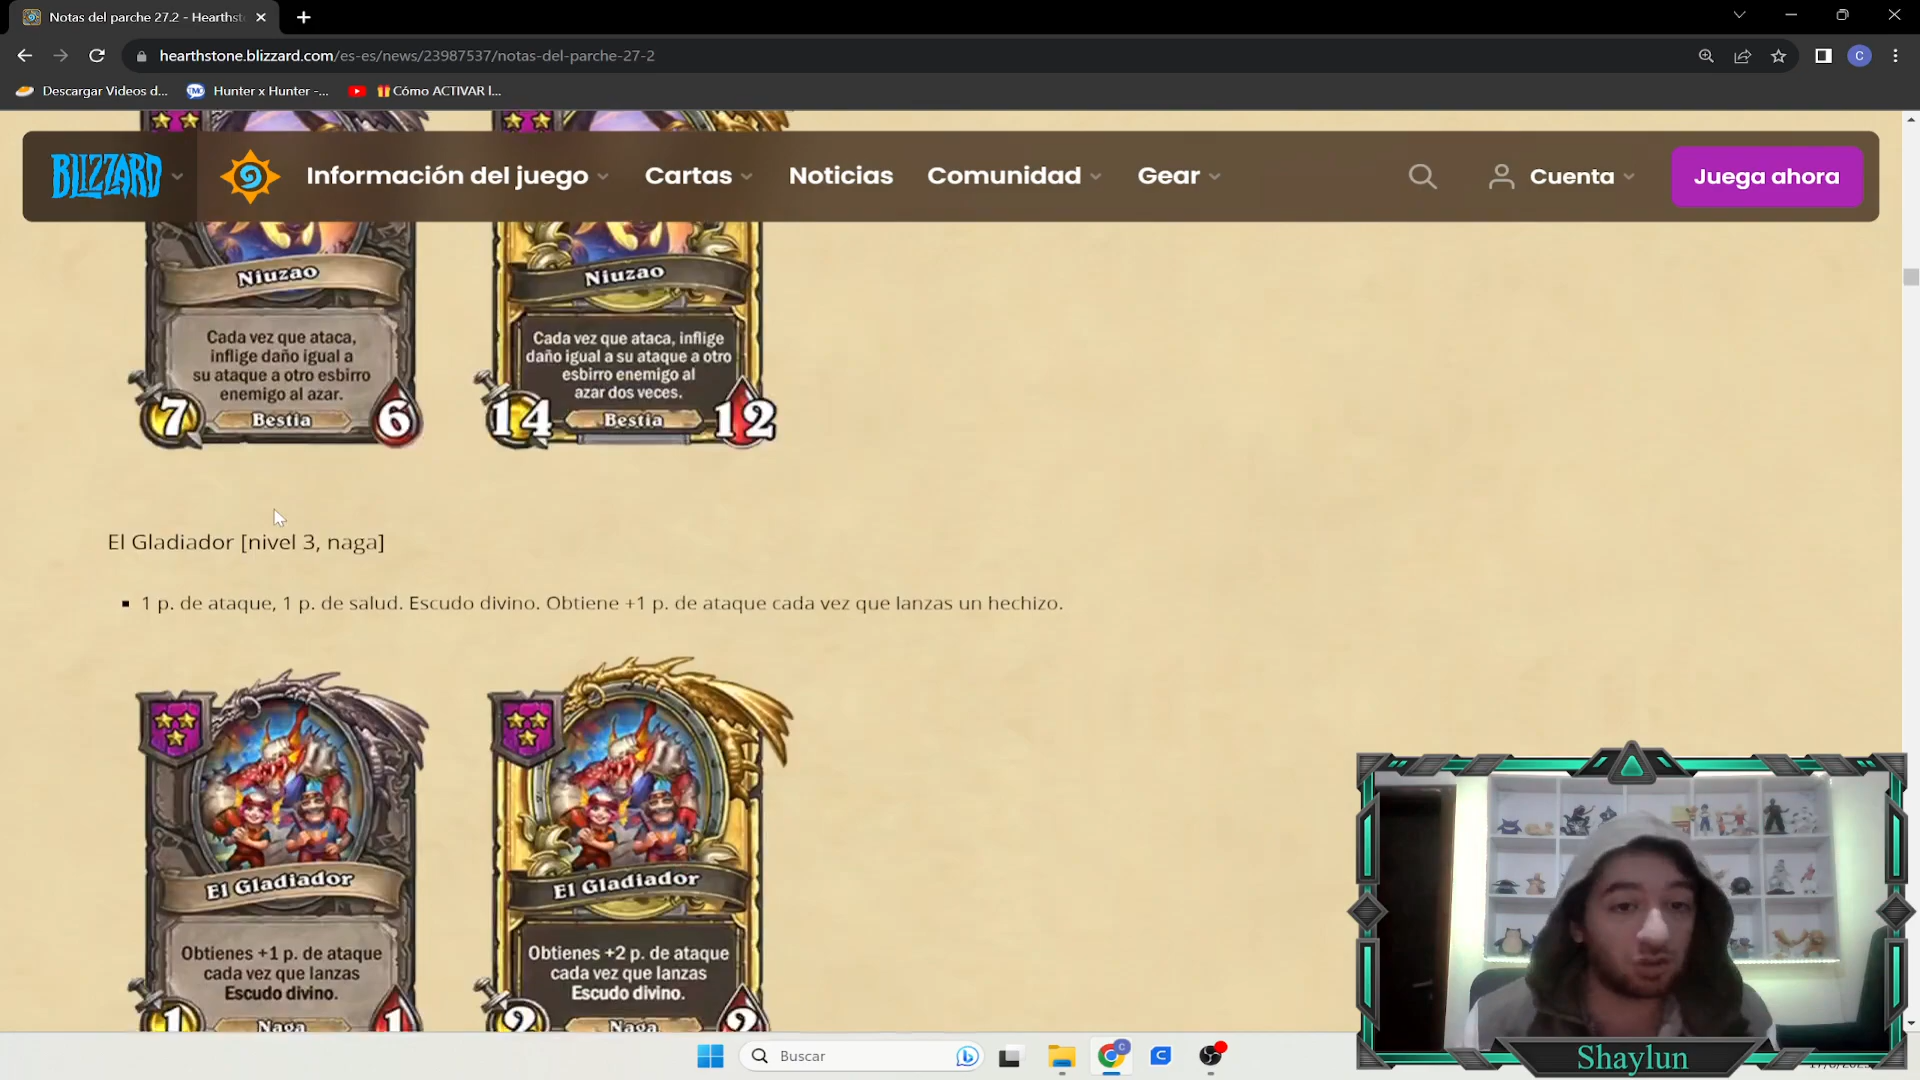 Notas del parche 27.2 - Hearthst
hearthstone.blizzard.com/es-es/news/23987537/notas-del-parche-27-2
C
Descargar Videos d...
TMO
Hunter x Hunter -...
Cómo ACTIVAR l...
BLIZZARD
Información del juego
Cartas
Noticias
Comunidad
Gear
Cuenta
Juega ahora
Niuzao
Cada vez que ataca,
inflige daño igual a
su ataque a otro esbirro
enemigo al azar.
7
Bestia
6
Niuzao
Cada vez que ataca, inflige
daño igual a su ataque a otro
esbirro enemigo al
azar dos veces.
14
Bestia
12
El Gladiador [nivel 3, naga]
1 p. de ataque, 1 p. de salud. Escudo divino. Obtiene +1 p. de ataque cada vez que lanzas un hechizo.
El Gladiador
Obtienes +1 p. de ataque
cada vez que lanzas
Escudo divino.
1
Naga
1
El Gladiador
Obtienes +2 p. de ataque
cada vez que lanzas
Escudo divino.
2
Naga
2
Buscar
Shaylun